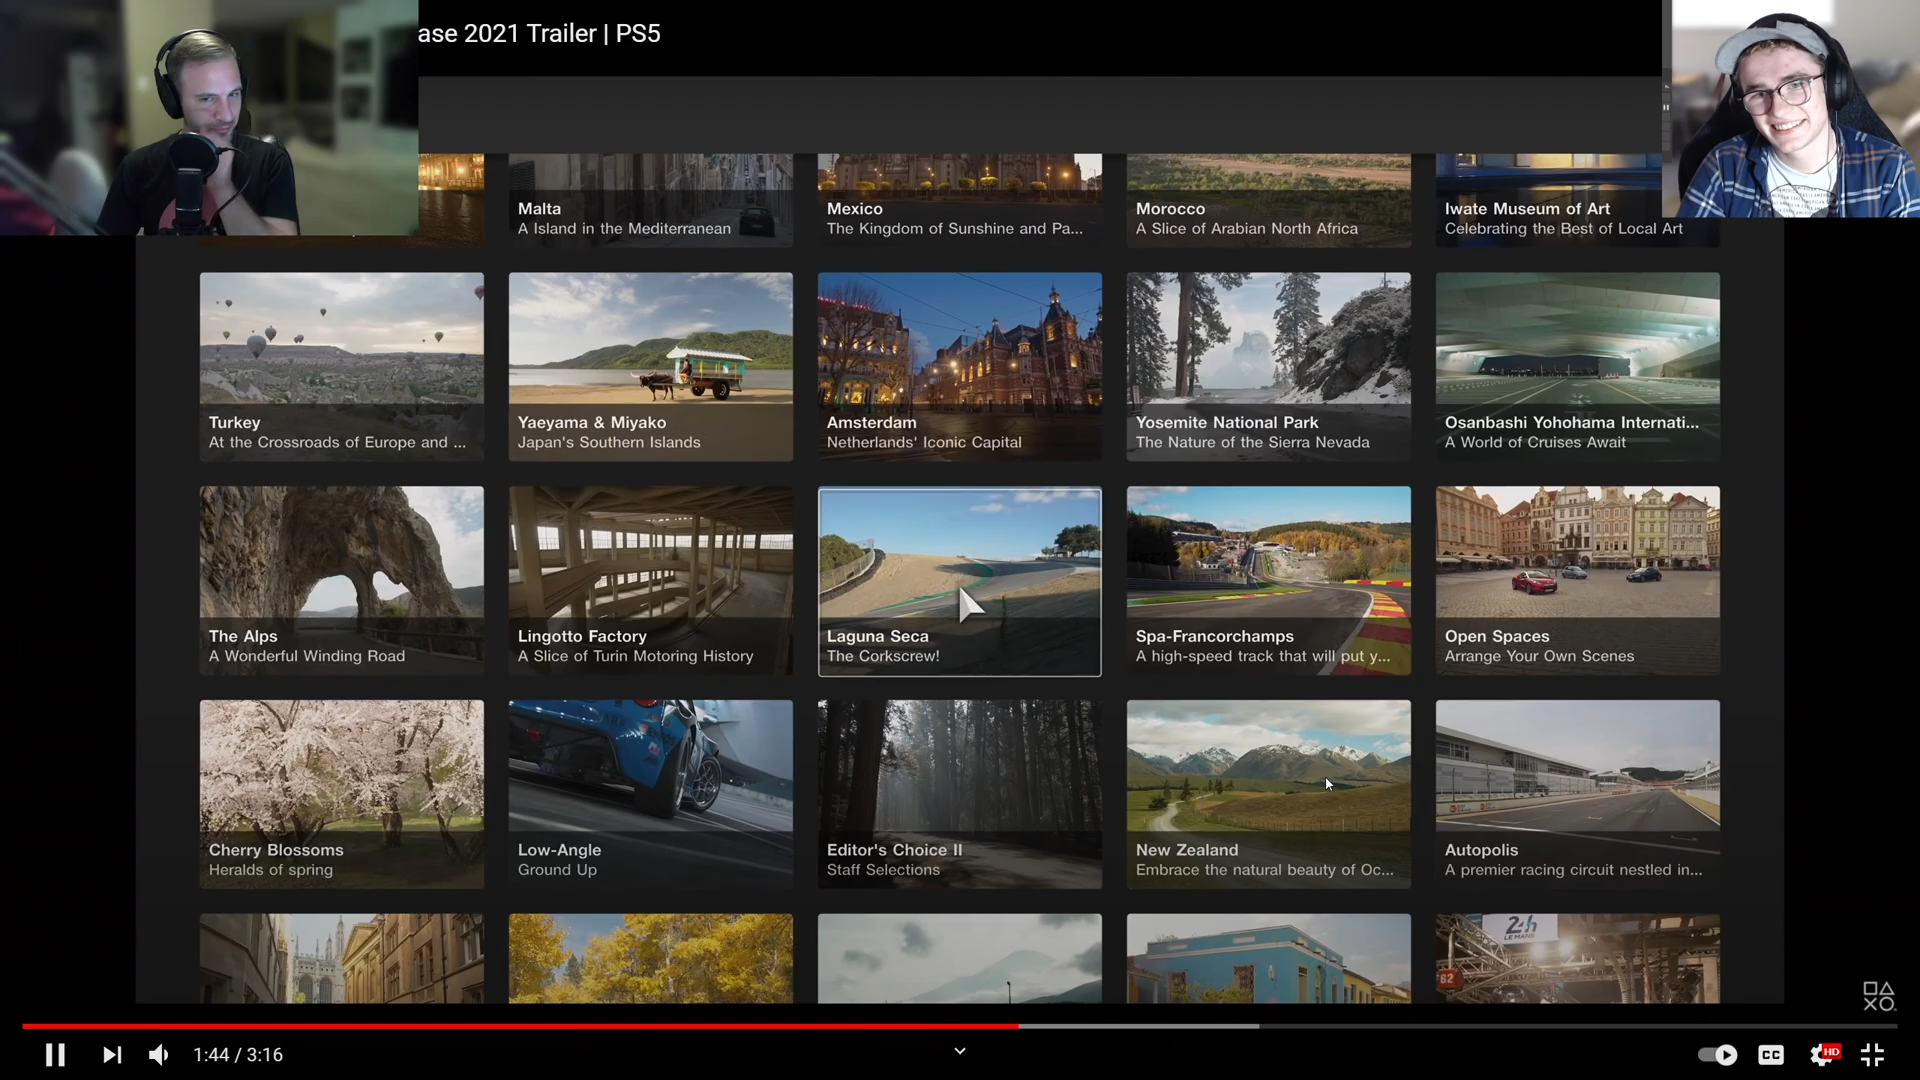 ase 2021 Trailer | PS5
Malta
A Island in the Mediterranean
Mexico
The Kingdom of Sunshine and Pa...
Morocco
A Slice of Arabian North Africa
Iwate Museum of Art
Celebrating the Best of Local Art
Turkey
At the Crossroads of Europe and ...
Yaeyama & Miyako
Japan's Southern Islands
Amsterdam
Netherlands' Iconic Capital
Yosemite National Park
The Nature of the Sierra Nevada
Osanbashi Yohohama Internati...
A World of Cruises Await
The Alps
A Wonderful Winding Road
Lingotto Factory
A Slice of Turin Motoring History
Laguna Seca
The Corkscrew!
Spa-Francorchamps
A high-speed track that will put y...
Open Spaces
Arrange Your Own Scenes
Cherry Blossoms
Heralds of spring
Low-Angle
Ground Up
Editor's Choice II
Staff Selections
New Zealand
Embrace the natural beauty of Oc...
Autopolis
A premier racing circuit nestled in...
24h
LE MANS
62
1:44 / 3:16
CC
HD